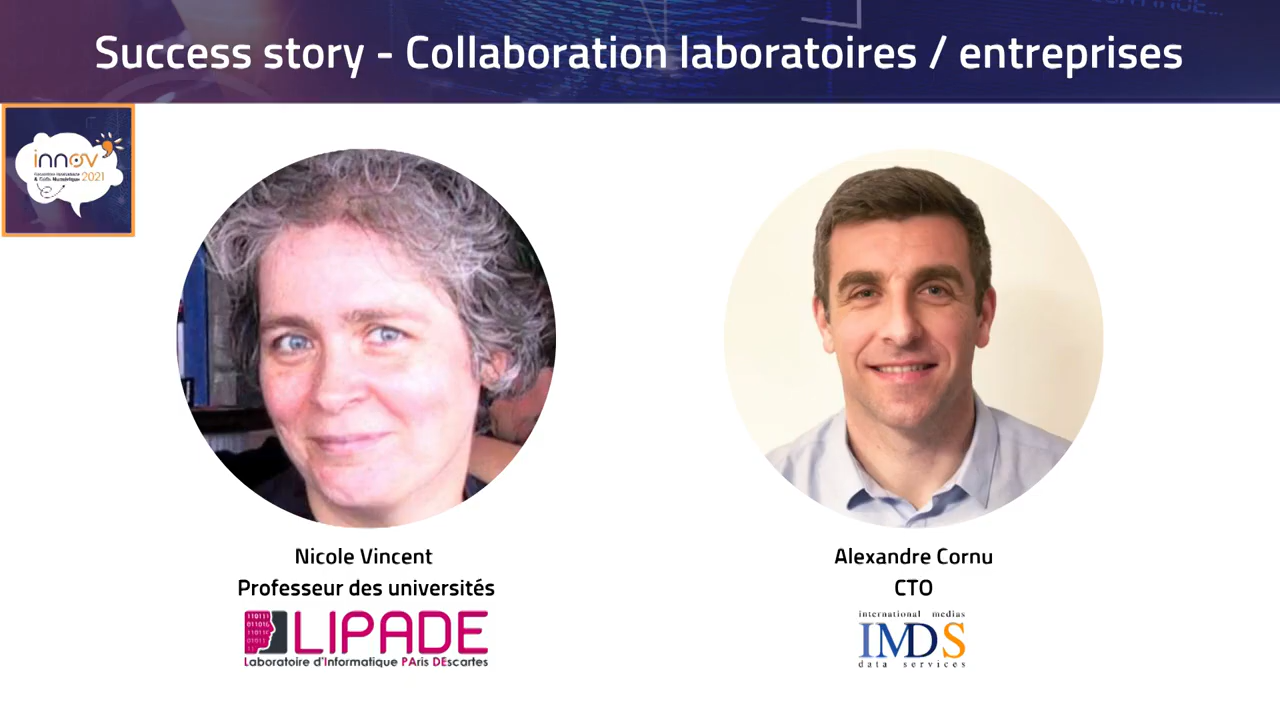 Success story - Collaboration laboratoires / entreprises
innov'
2021
Nicole Vincent
Professeur des universités
LIPADE
Laboratoire d'Informatique PAris DEscartes
Alexandre Cornu
CTO
international medias
IMDS
data services